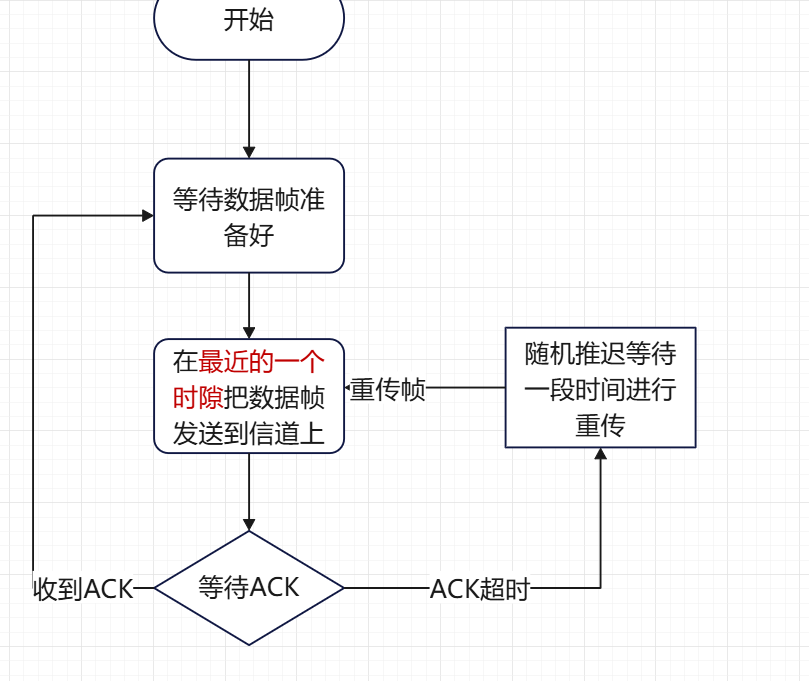 开始
等待数据帧准
备好
在最近的一个
时隙把数据帧
发送到信道上
随机推迟等待
一段时间进行
重传
重传帧
等待ACK
收到ACK
ACK超时